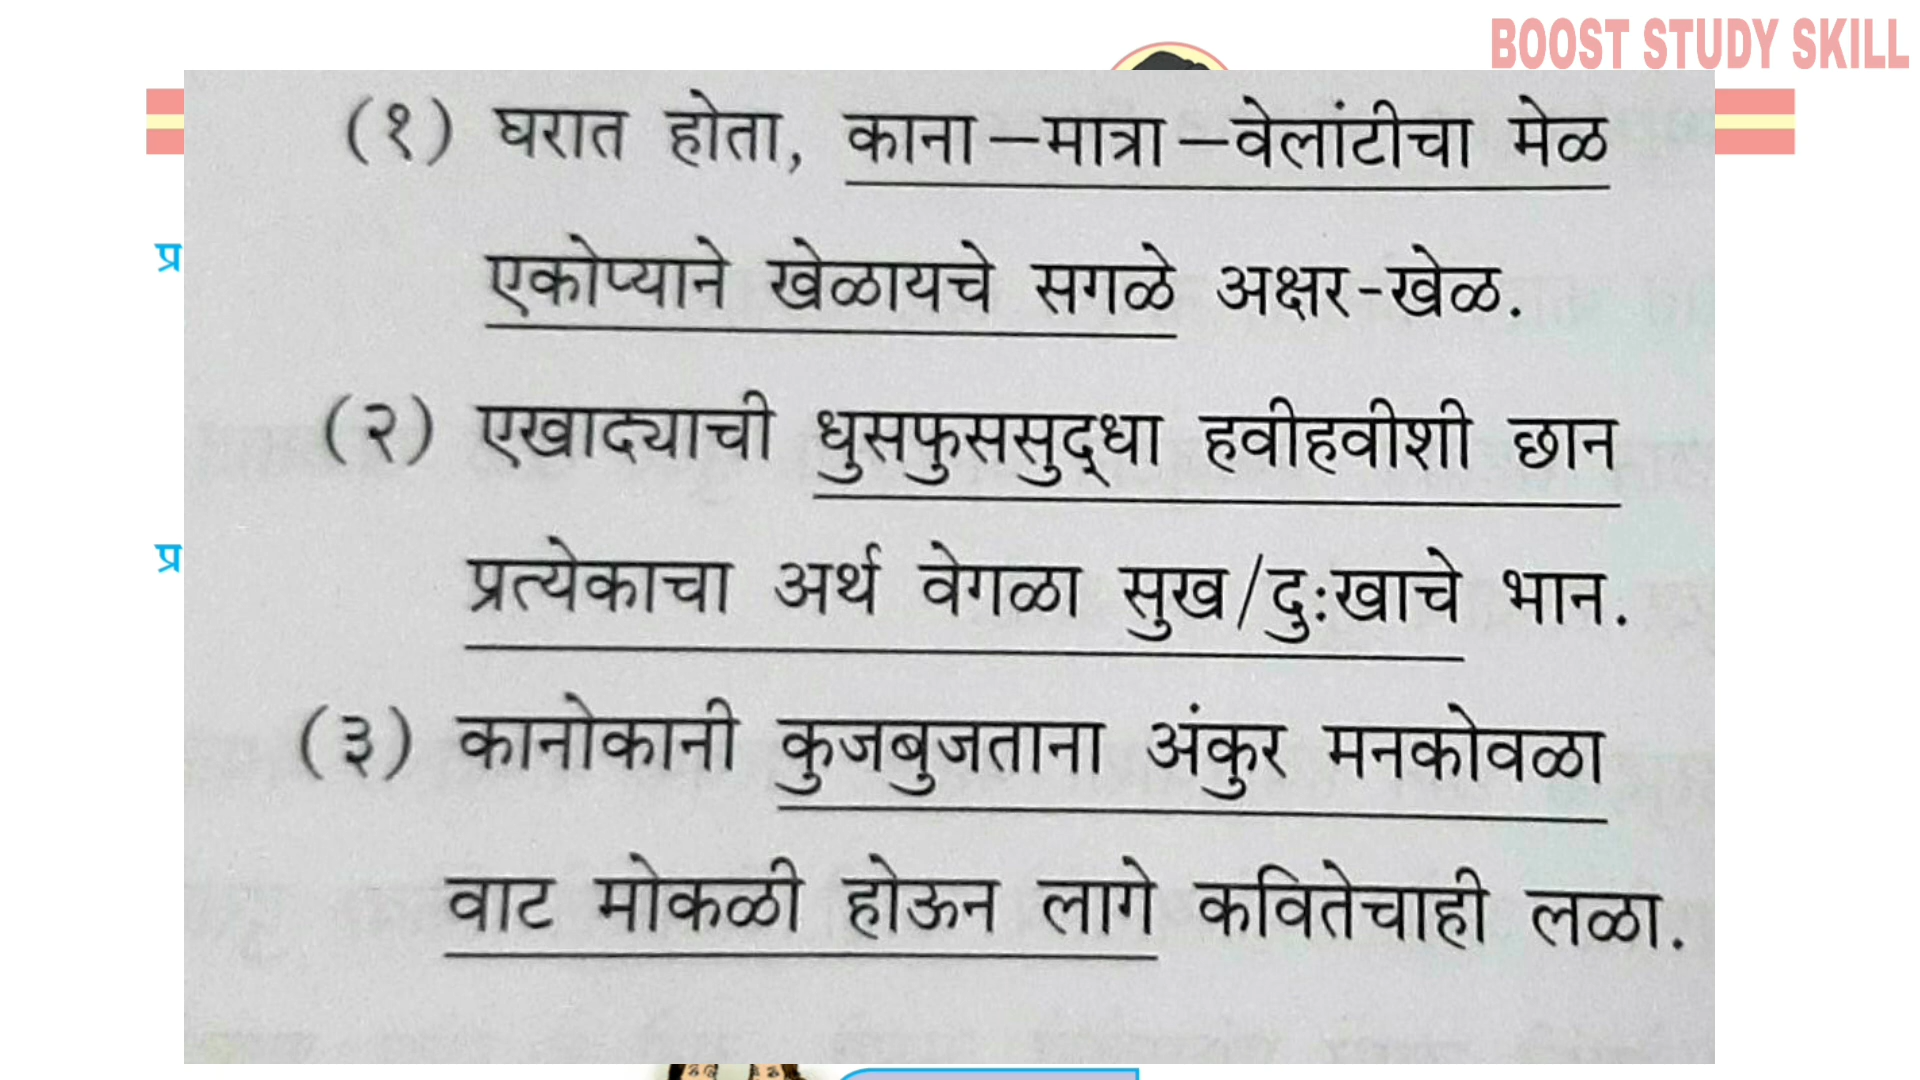 BOOST STUDY SKILL
(१) घरात होता, काना–मात्रा–वेलांटीचा मेळ
प्र
एकोप्याने खेळायचे सगळे अक्षर-खेळ.
(२) एखाद्याची धुसफुससुद्धा हवीहवीशी छान
प्र
प्रत्येकाचा अर्थ वेगळा सुख/दुःखाचे भान.
(३) कानोकानी कुजबुजताना अंकुर मनकोवळा
वाट मोकळी होऊन लागे कवितेचाही लळा.